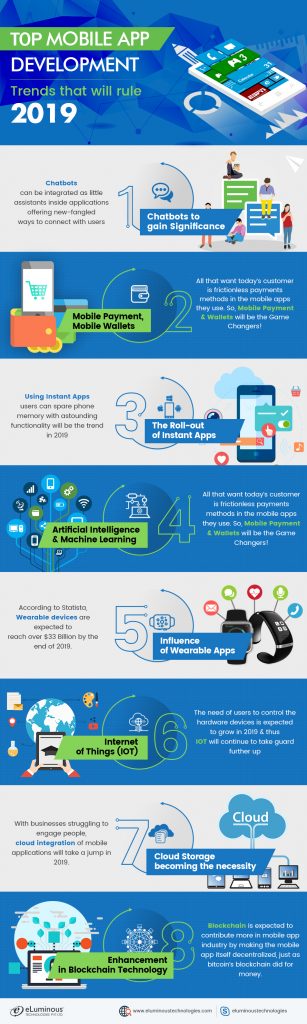 TOP MOBILE APP
DEVELOPMENT
Trends that will rule
2019
Calendar
3
ESPN
Chatbots
can be integrated as little
assistants inside applications
offering new-fangled
ways to connect with users
1
Chatbots to
gain Significance
Mobile Payment,
Mobile Wallets
2
All that want today's customer
is frictionless payments
methods in the mobile apps
they use. So, Mobile Payment
& Wallets will be the Game
Changers!
Using Instant Apps
users can spare phone
memory with astounding
functionality will be the trend
in 2019
3
The Roll-out
of Instant Apps
Artificial Intelligence
& Machine Learning
4
All that want today's customer
is frictionless payments
methods in the mobile apps
they use. So, Mobile Payment
& Wallets will be the Game
Changers!
According to Statista,
Wearable devices are
expected to
reach over $33 Billion by the
end of 2019.
5
Influence
of Wearable Apps
Internet
of Things (IOT)
6
The need of users to control the
hardware devices is expected
to grow in 2019 & thus
IOT will continue to take guard
further up
With businesses struggling to
engage people,
cloud integration of mobile
applications will take a jump in
2019.
7
Cloud
Cloud Storage
becoming the necessity
Enhancement
in Blockchain Technology
8
Blockchain is expected to
contribute more in mobile app
industry by making the mobile
app itself decentralized, just as
bitcoin's blockchain did for
money.
eLuminous
TECHNOLOGIES PVT. LTD.
www.eluminoustechnologies.com
eluminoustechnologies